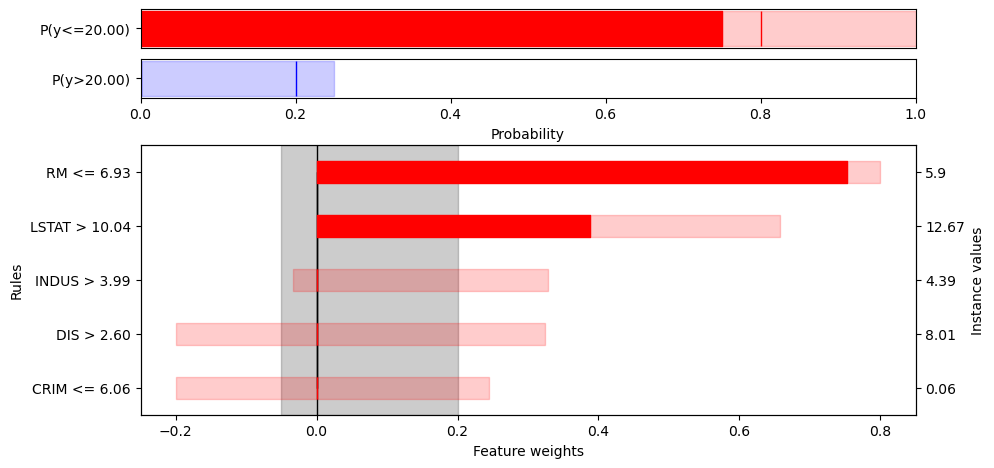 P(y<=20.00)
P(y>20.00)
0.0 0.2 0.4 0.6 0.8 1.0
Probability
RM <= 6.93 5.9
LSTAT > 10.04 12.67
INDUS > 3.99 4.39
DIS > 2.60 8.01
CRIM <= 6.06 0.06
Rules
Instance values
−0.2 0.0 0.2 0.4 0.6 0.8
Feature weights